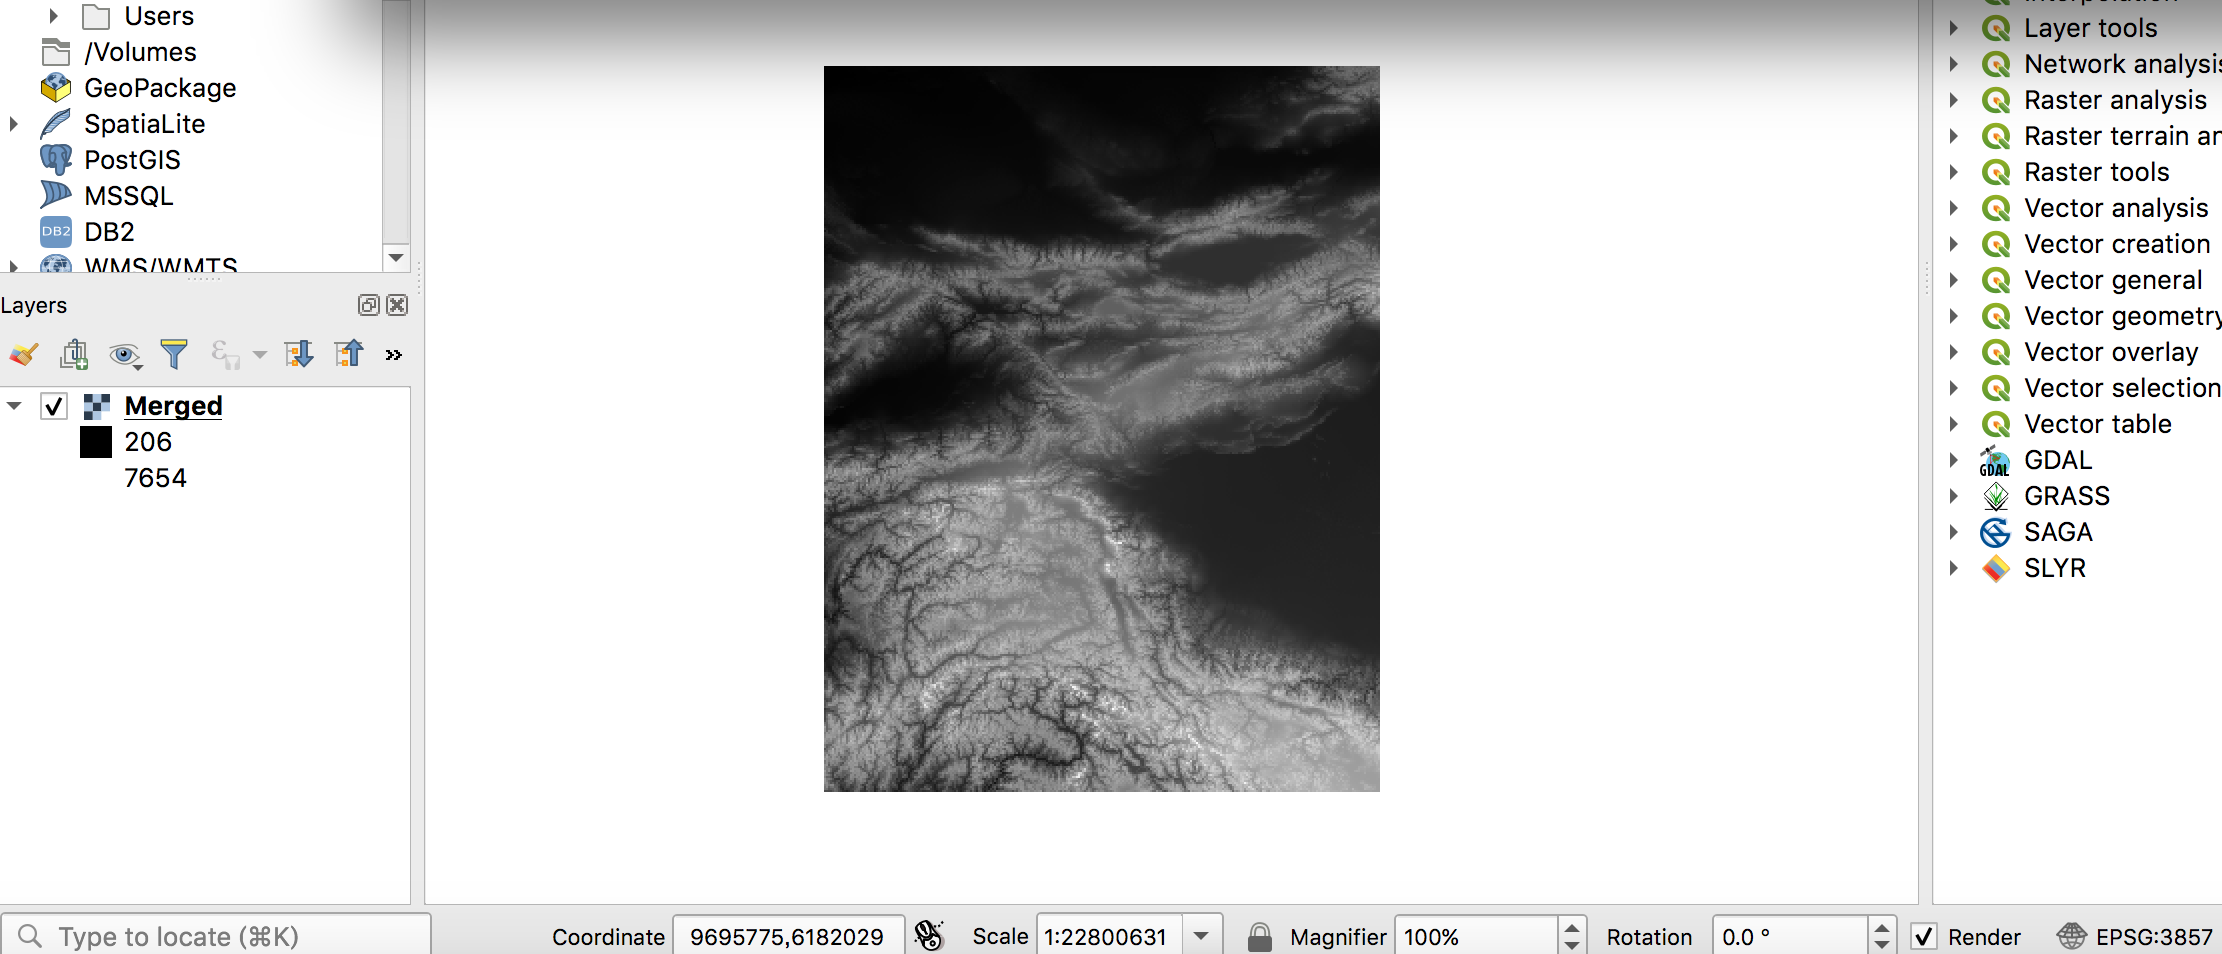 Users
/Volumes
GeoPackage
SpatiaLite
PostGIS
MSSQL
DB2
DB2
WMS/WMTS
Layers
Merged
206
7654
Layer tools
Network analysis
Raster analysis
Raster terrain an
Raster tools
Vector analysis
Vector creation
Vector general
Vector geometry
Vector overlay
Vector selection
Vector table
GDAL
GDAL
GRASS
SAGA
SLYR
Type to locate (⌘K)
Coordinate 9695775,6182029
Scale 1:22800631
Magnifier 100%
Rotation 0.0 °
Render
EPSG:3857